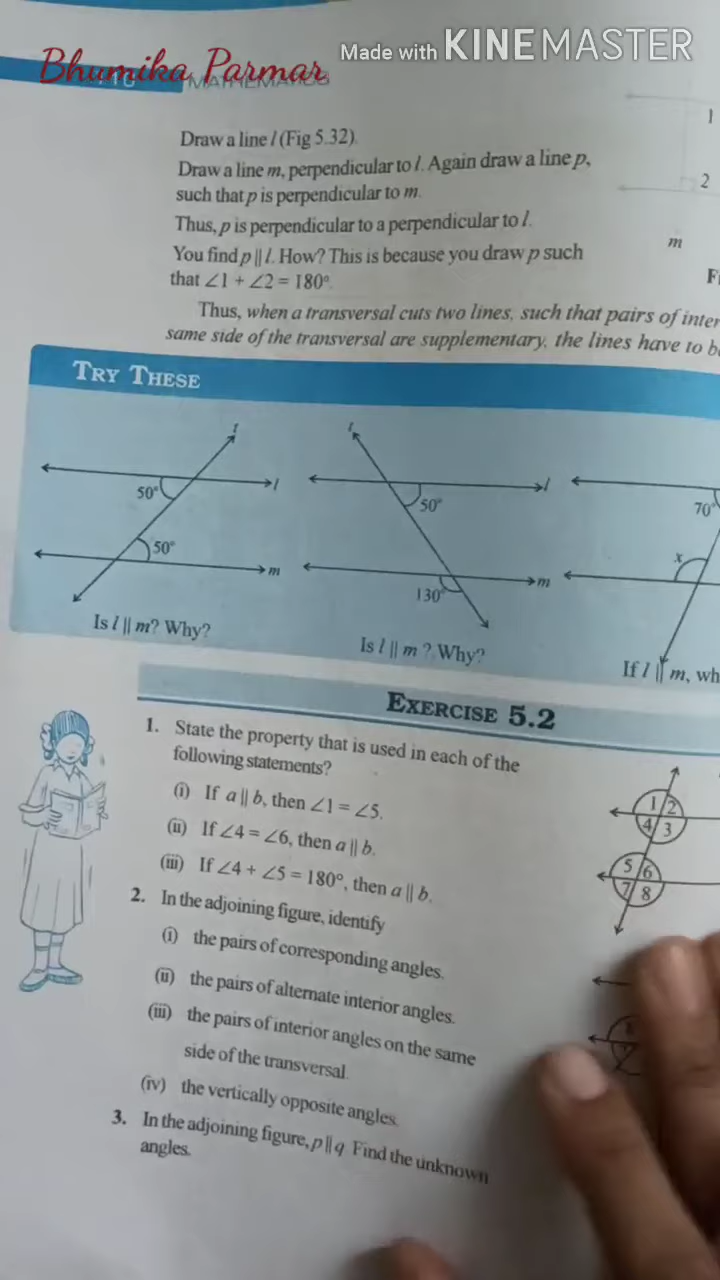 Bhumika Parmar
Made with KINEMASTER
MATHEMATICS
Draw a line l (Fig 5.32).
Draw a line m, perpendicular to l. Again draw a line p,
such that p is perpendicular to m.
Thus, p is perpendicular to a perpendicular to l.
You find p || l. How? This is because you draw p such
that ∠1 + ∠2 = 180°.
1
2
m
Thus, when a transversal cuts two lines, such that pairs of
same side of the transversal are supplementary, the lines have to
TRY THESE
t
50°
l
50°
m
Is l || m? Why?
t
50°
l
130°
m
Is l || m ? Why?
70°
x
If l || m,
EXERCISE 5.2
1. State the property that is used in each of the
following statements?
(i) If a || b, then ∠1 = ∠5.
(ii) If ∠4 = ∠6, then a || b.
(iii) If ∠4 + ∠5 = 180°, then a || b.
1 2
4 3
5 6
7 8
2. In the adjoining figure, identify
(i) the pairs of corresponding angles.
(ii) the pairs of alternate interior angles.
(iii) the pairs of interior angles on the same
side of the transversal.
(iv) the vertically opposite angles.
3. In the adjoining figure, p || q. Find the unknown
angles.